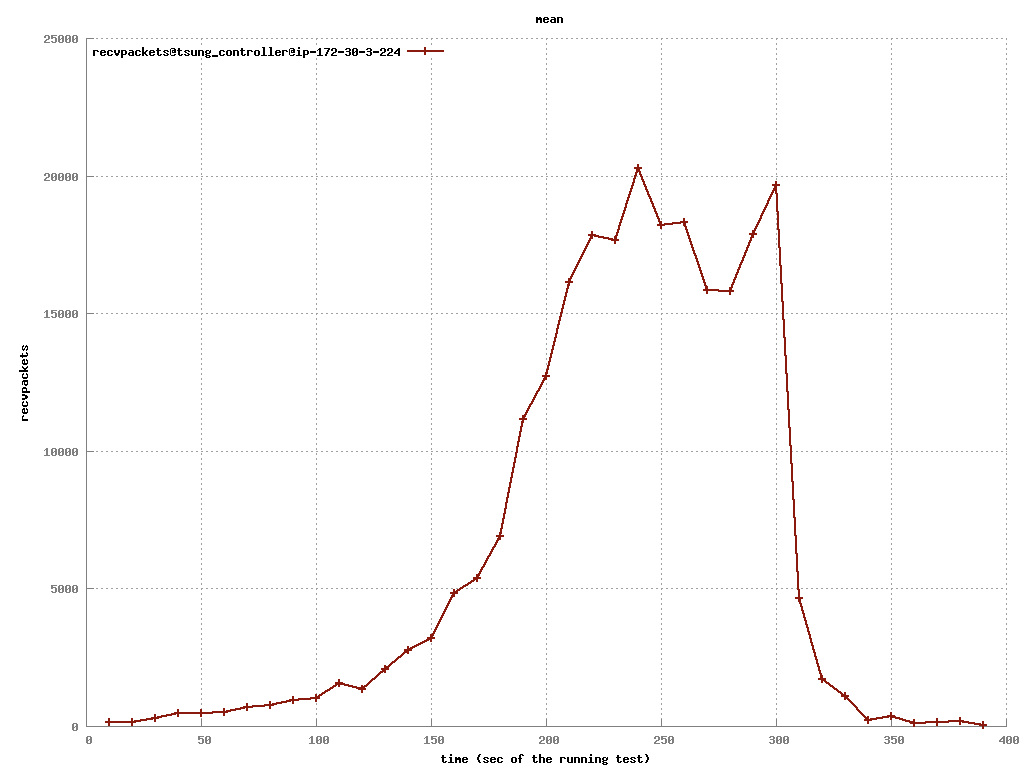 mean
25000
recvpackets@tsung_controller@ip-172-30-3-224
20000
15000
recvpackets
10000
5000
0
0 50 100 150 200 250 300 350 400
time (sec of the running test)